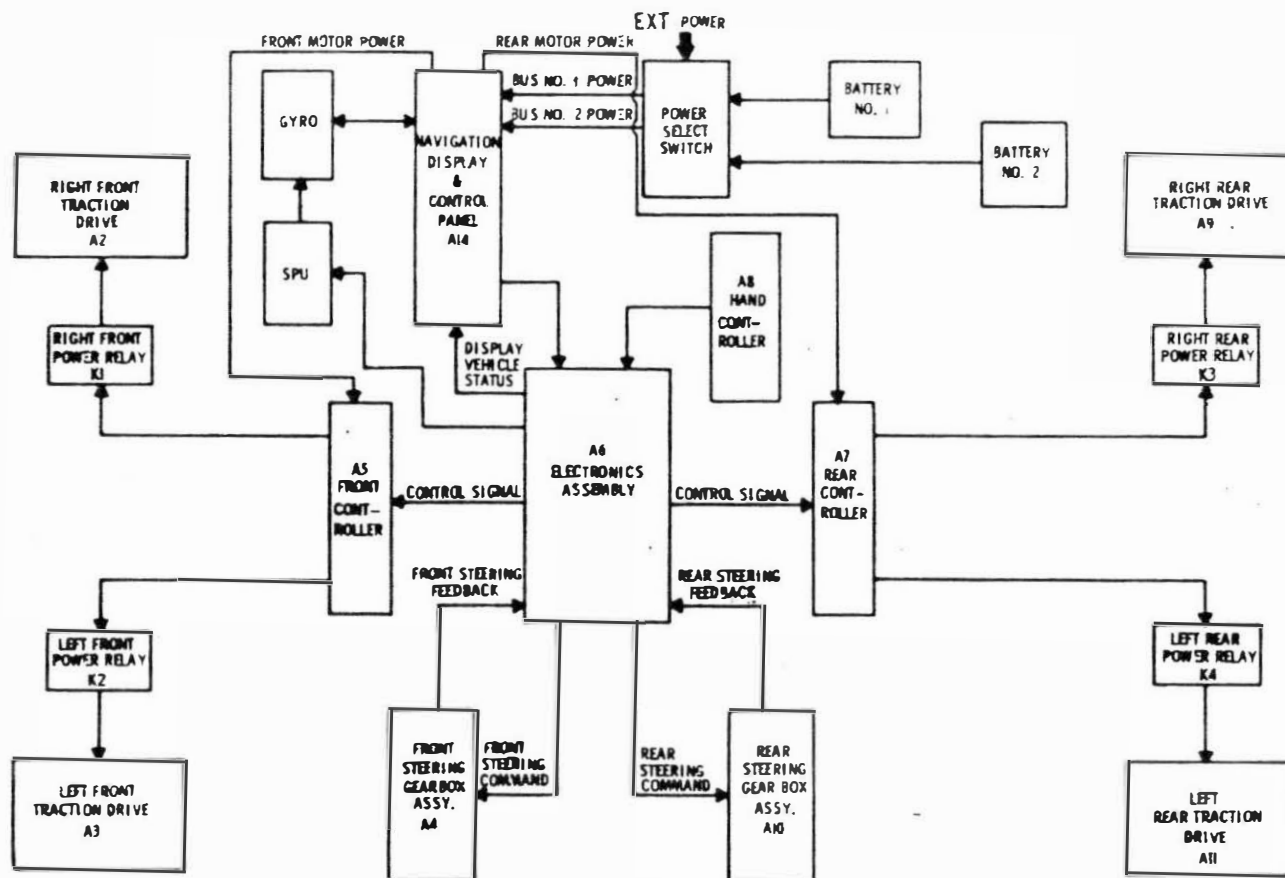 EXT POWER
FRONT MOTOR POWER
REAR MOTOR POWER
BUS NO. 1 POWER
BUS NO. 2 POWER
GYRO
NAVIGATION
DISPLAY
&
CONTROL
PANEL
A14
POWER
SELECT
SWITCH
BATTERY
NO. 1
BATTERY
NO. 2
RIGHT FRONT
TRACTION
DRIVE
A2
RIGHT REAR
TRACTION DRIVE
A9
SPU
A8 HAND
CONT-
ROLLER
RIGHT FRONT
POWER RELAY
K1
DISPLAY
VEHICLE
STATUS
RIGHT REAR
POWER RELAY
K3
A5
FRONT
CONT-
ROLLER
CONTROL SIGNAL
A6
ELECTRONICS
ASSEMBLY
CONTROL SIGNAL
A7
REAR
CONT-
ROLLER
FRONT STEERING
FEEDBACK
REAR STEERING
FEEDBACK
LEFT FRONT
POWER RELAY
K2
LEFT REAR
POWER RELAY
K4
FRONT
STEERING
GEAR BOX
ASSY.
A4
FRONT
STEERING
COMMAND
REAR
STEERING
COMMAND
REAR
STEERING
GEAR BOX
ASSY.
A10
LEFT FRONT
TRACTION DRIVE
A3
LEFT
REAR TRACTION
DRIVE
A11